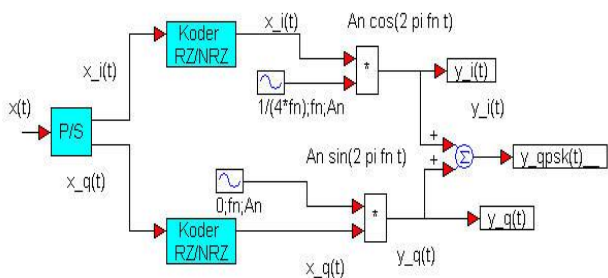 x_i(t)
An cos(2 pi fn t)
Koder
RZ/NRZ
x_i(t)
*
y_i(t)
1/(4*fn);fn;An
y_i(t)
x(t)
P/S
+
+
Σ
y_qpsk(t)__
An sin(2 pi fn t)
x_q(t)
0;fn;An
*
y_q(t)
Koder
RZ/NRZ
x_q(t)
y_q(t)